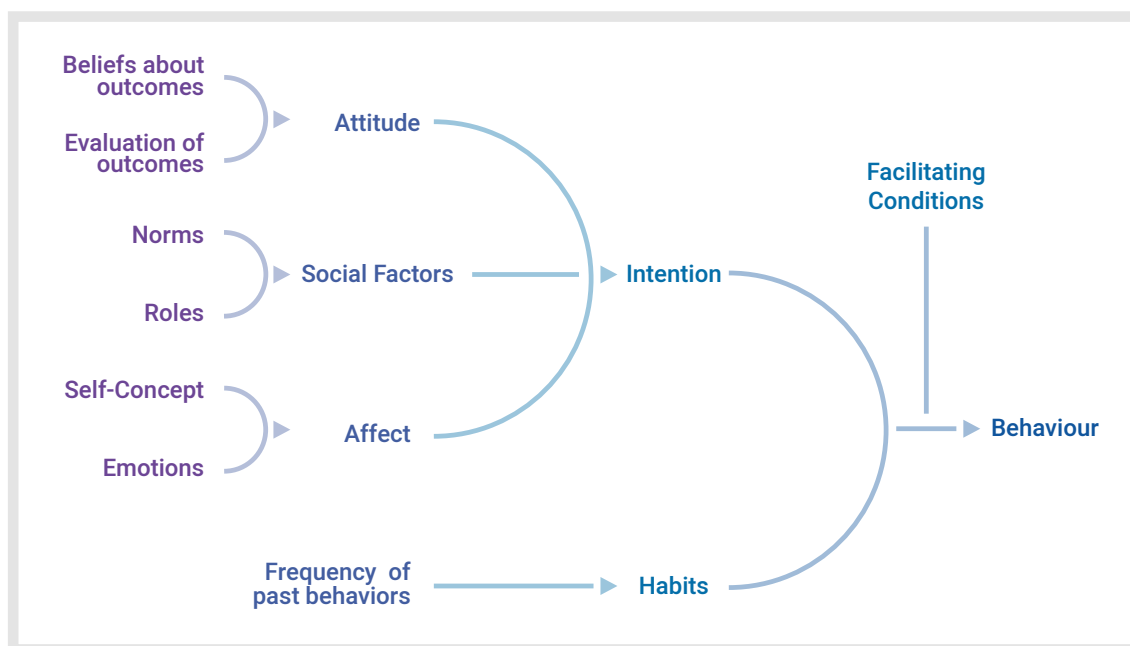 Beliefs about
outcomes
Evaluation of
outcomes
Attitude
Norms
Roles
Social Factors
Self-Concept
Emotions
Affect
Frequency of
past behaviors
Intention
Habits
Facilitating
Conditions
Behaviour